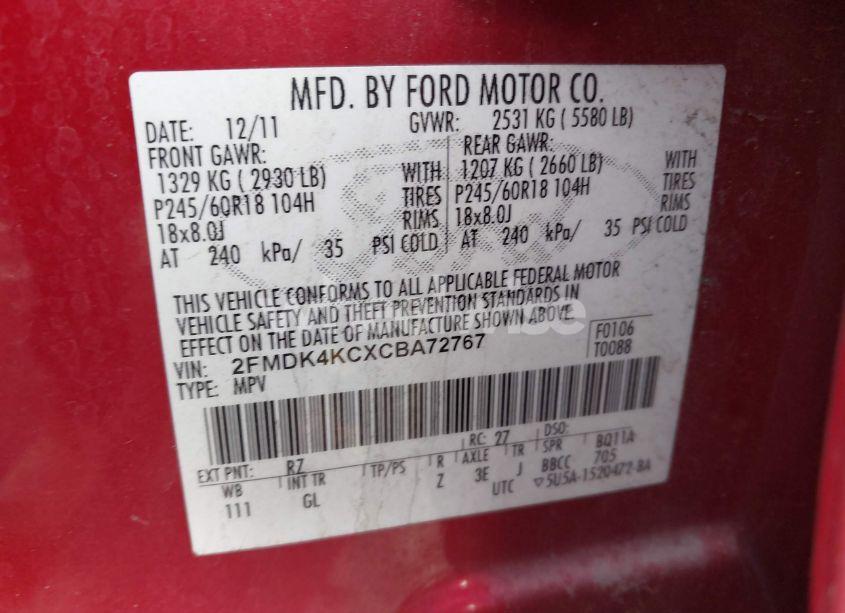 MFD. BY FORD MOTOR CO.
DATE: 12/11 GVWR: 2531 KG ( 5580 LB)
FRONT GAWR: REAR GAWR:
1329 KG ( 2930 LB) WITH 1207 KG ( 2660 LB) WITH
P245/60R18 104H TIRES P245/60R18 104H TIRES
18x8.0J RIMS 18x8.0J RIMS
AT 240 kPa/ 35 PSI COLD AT 240 kPa/ 35 PSI COLD
THIS VEHICLE CONFORMS TO ALL APPLICABLE FEDERAL MOTOR
VEHICLE SAFETY AND THEFT PREVENTION STANDARDS IN
EFFECT ON THE DATE OF MANUFACTURE SHOWN ABOVE.
VIN: 2FMDK4KCXCBA72767 F0106
TYPE: MPV T0088
RC: 27 DSO:
EXT PNT: RZ TP/PS R AXLE TR SPR BQ11A
WB INT TR Z 3E J BBCC 705
111 GL UTC ▽5U5A-1520472-BA